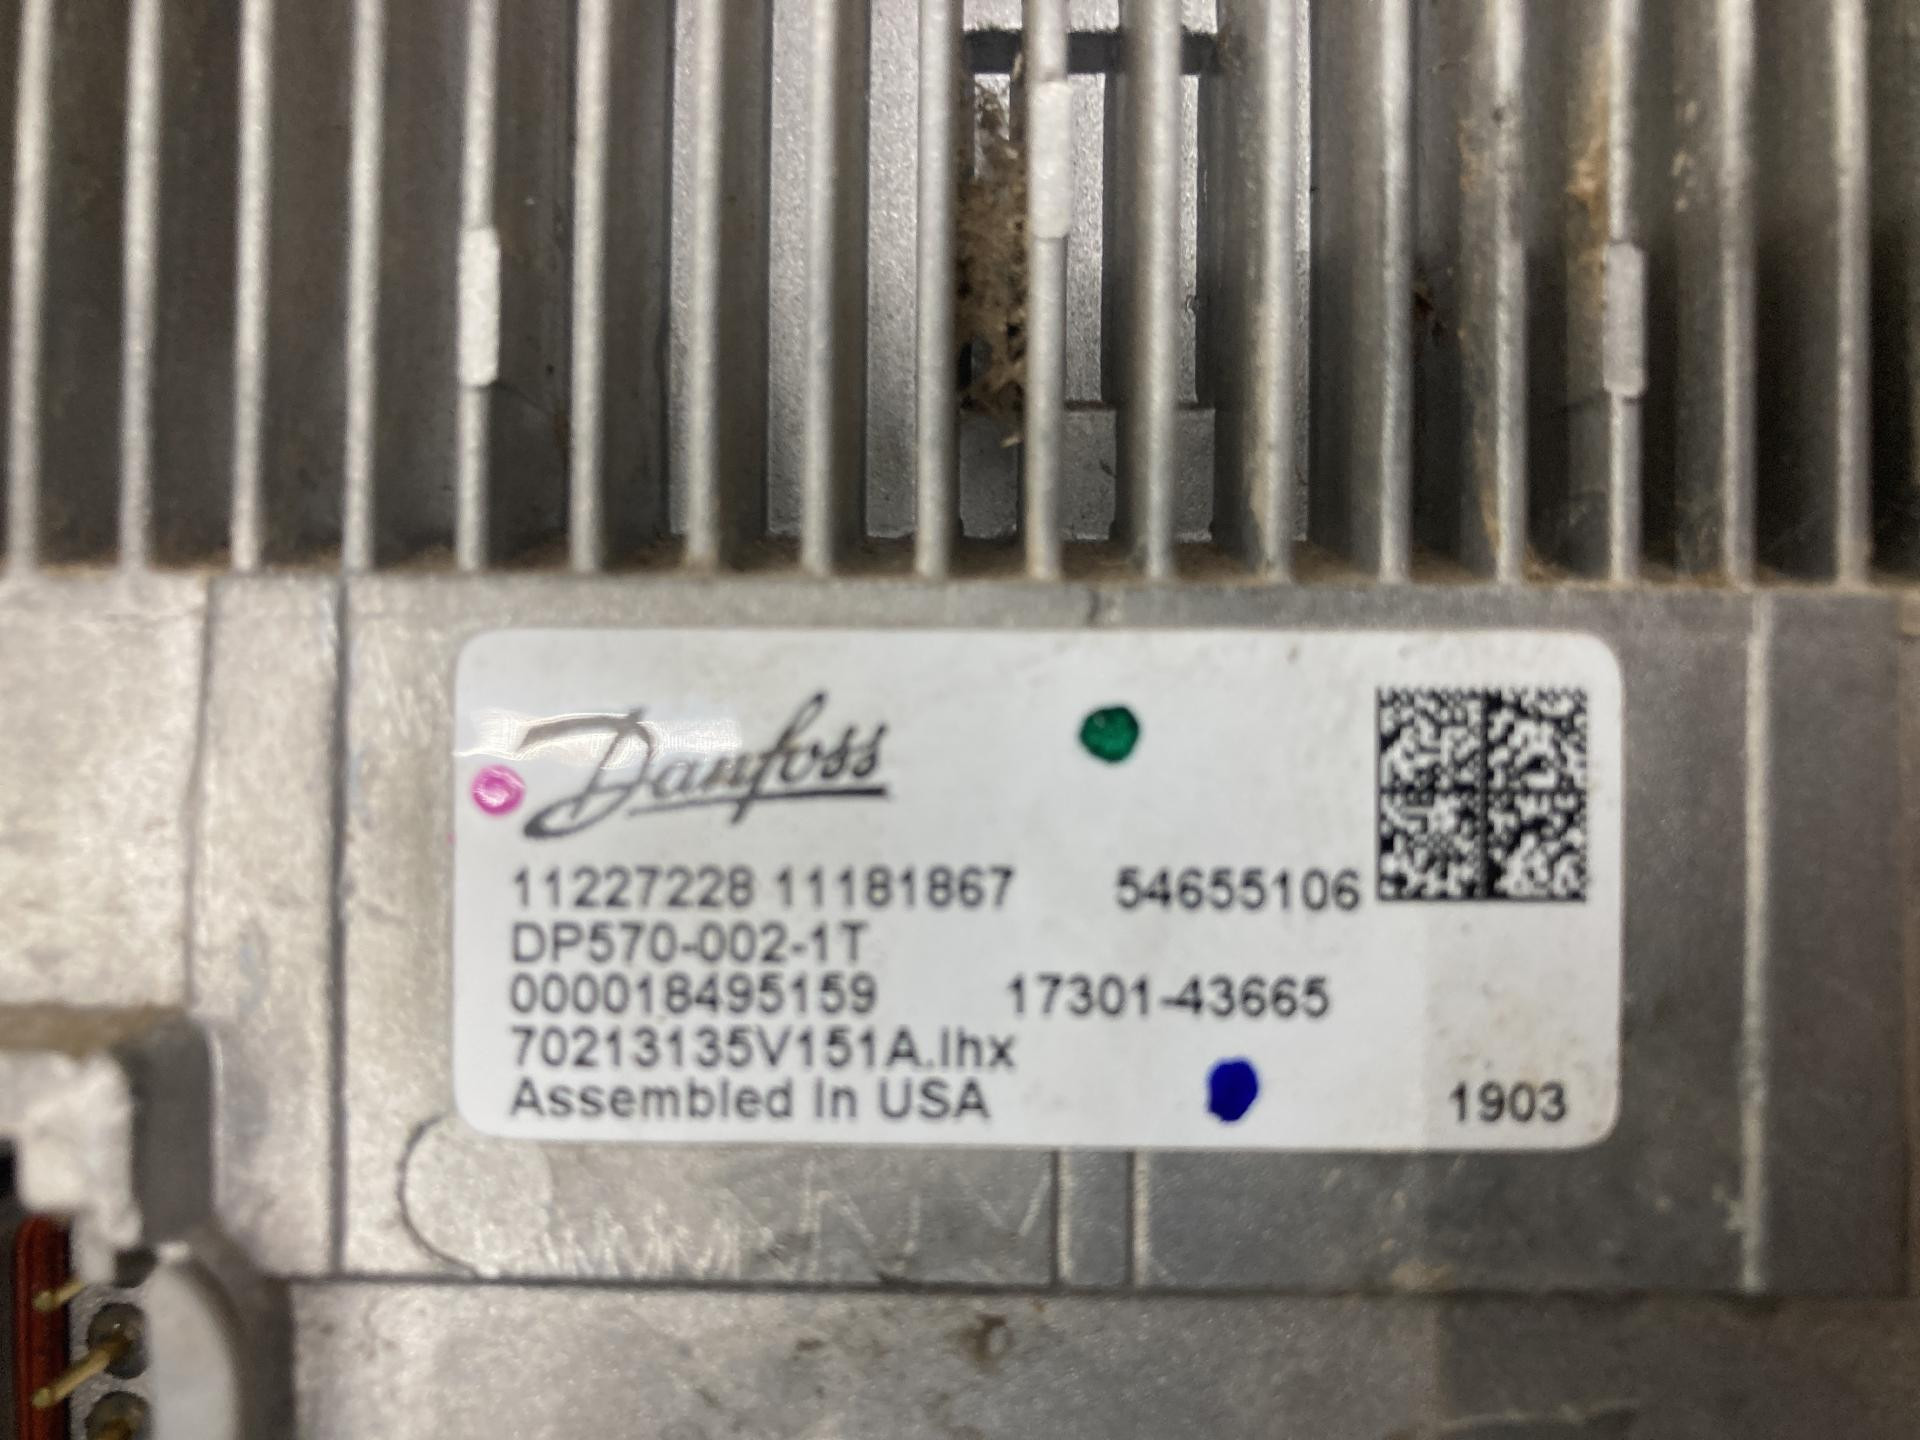 Danfoss
11227228 11181867 54655106
DP570-002-1T
000018495159 17301-43665
70213135V151A.lhx
Assembled In USA 1903